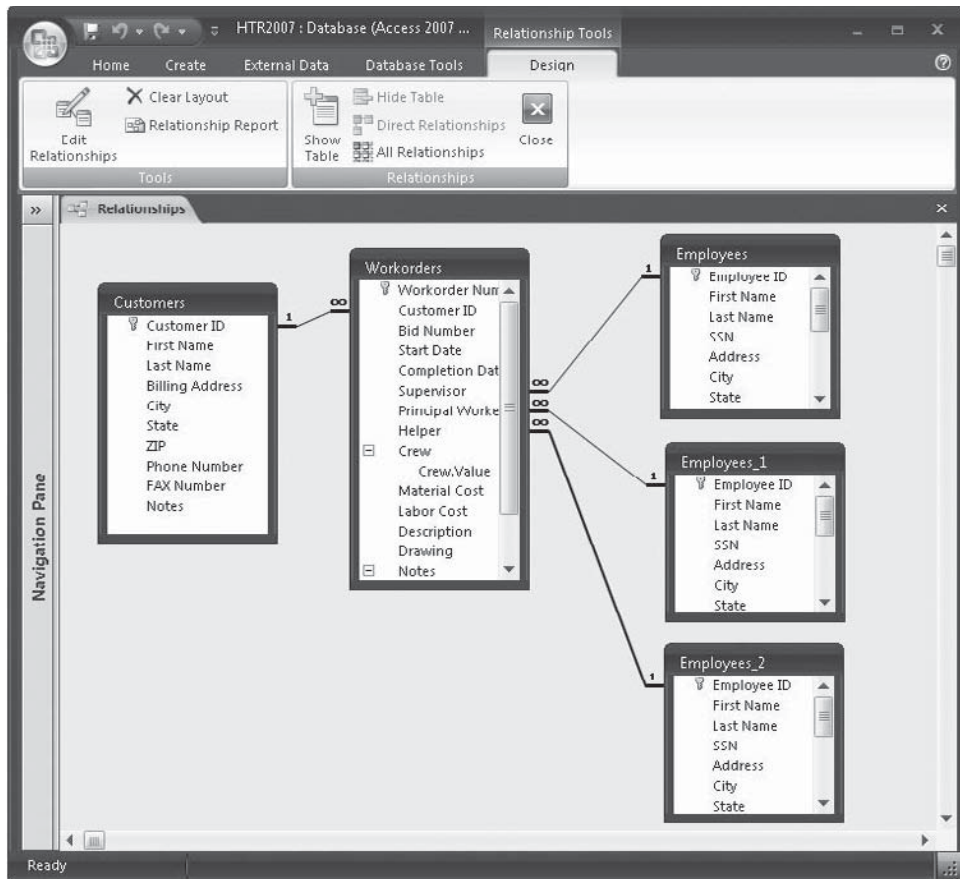 HTR2007 : Database (Access 2007 ...
Relationship Tools
Home
Create
External Data
Database Tools
Design
Edit
Relationships
Clear Layout
Relationship Report
Tools
Show
Table
Hide Table
Direct Relationships
All Relationships
Close
Relationships
»
Relationships
Navigation Pane
Customers
Customer ID
First Name
Last Name
Billing Address
City
State
ZIP
Phone Number
FAX Number
Notes
1
∞
Workorders
Workorder Num
Customer ID
Bid Number
Start Date
Completion Dat
Supervisor
Principal Worke
Helper
Crew
Crew.Value
Material Cost
Labor Cost
Description
Drawing
Notes
∞
∞
∞
1
Employees
Employee ID
First Name
Last Name
SSN
Address
City
State
1
Employees_1
Employee ID
First Name
Last Name
SSN
Address
City
State
1
Employees_2
Employee ID
First Name
Last Name
SSN
Address
City
State
Ready